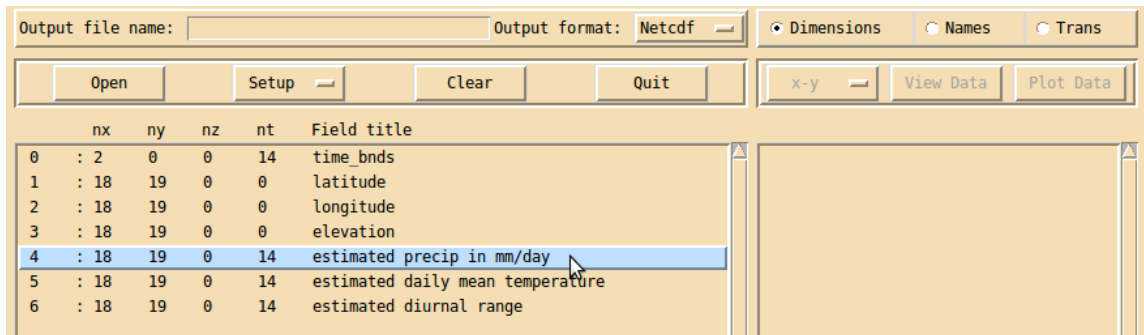 Output file name: Output format: Netcdf Dimensions Names Trans
Open Setup Clear Quit x-y View Data Plot Data
nx ny nz nt Field title
0 : 2 0 0 14 time_bnds
1 : 18 19 0 0 latitude
2 : 18 19 0 0 longitude
3 : 18 19 0 0 elevation
4 : 18 19 0 14 estimated precip in mm/day
5 : 18 19 0 14 estimated daily mean temperature
6 : 18 19 0 14 estimated diurnal range